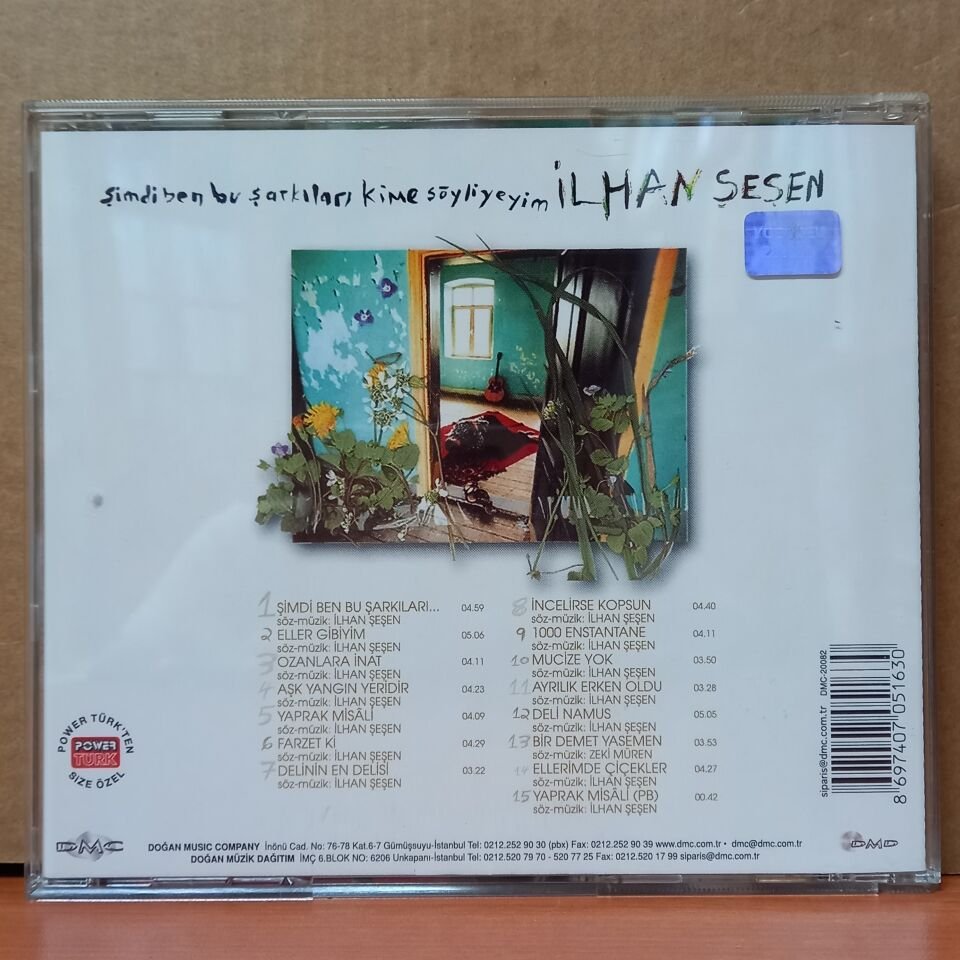 şimdi ben bu şarkıları kime söyliyeyim İLHAN ŞEŞEN
1 ŞİMDİ BEN BU ŞARKILARI... 04.59
söz-müzik: İLHAN ŞEŞEN
2 ELLER GİBİYİM 05.06
söz-müzik: İLHAN ŞEŞEN
3 OZANLARA İNAT 04.11
söz-müzik: İLHAN ŞEŞEN
4 AŞK YANGIN YERİDİR 04.23
söz-müzik: İLHAN ŞEŞEN
5 YAPRAK MİSÂLİ 04.09
söz-müzik: İLHAN ŞEŞEN
6 FARZET Kİ 04.29
söz-müzik: İLHAN ŞEŞEN
7 DELİNİN EN DELİSİ 03.22
söz-müzik: İLHAN ŞEŞEN
8 İNCELİRSE KOPSUN 04.40
söz-müzik: İLHAN ŞEŞEN
9 1000 ENSTANTANE 04.11
söz-müzik: İLHAN ŞEŞEN
10 MUCİZE YOK 03.50
söz-müzik: İLHAN ŞEŞEN
11 AYRILIK ERKEN OLDU 03.28
söz-müzik: İLHAN ŞEŞEN
12 DELİ NAMUS 05.05
söz-müzik: İLHAN ŞEŞEN
13 BİR DEMET YASEMEN 03.53
söz-müzik: ZEKİ MÜREN
14 ELLERİMDE ÇİÇEKLER 04.27
söz-müzik: İLHAN ŞEŞEN
15 YAPRAK MİSÂLİ (PB) 00.42
söz-müzik: İLHAN ŞEŞEN
POWER TÜRK'TEN
POWER
TÜRK
SİZE ÖZEL
siparis@dmc.com.tr DMC-20082
8 697407 051630
DMC
DOĞAN MUSIC COMPANY İnönü Cad. No: 76-78 Kat.6-7 Gümüşsuyu-İstanbul Tel: 0212.252 90 30 (pbx) Fax: 0212.252 90 39 www.dmc.com.tr • dmc@dmc.com.tr
DOĞAN MÜZİK DAĞITIM İMÇ 6.BLOK NO: 6206 Unkapanı-İstanbul Tel: 0212.520 79 70 - 520 77 25 Fax: 0212.520 17 99 siparis@dmc.com.tr
DMD